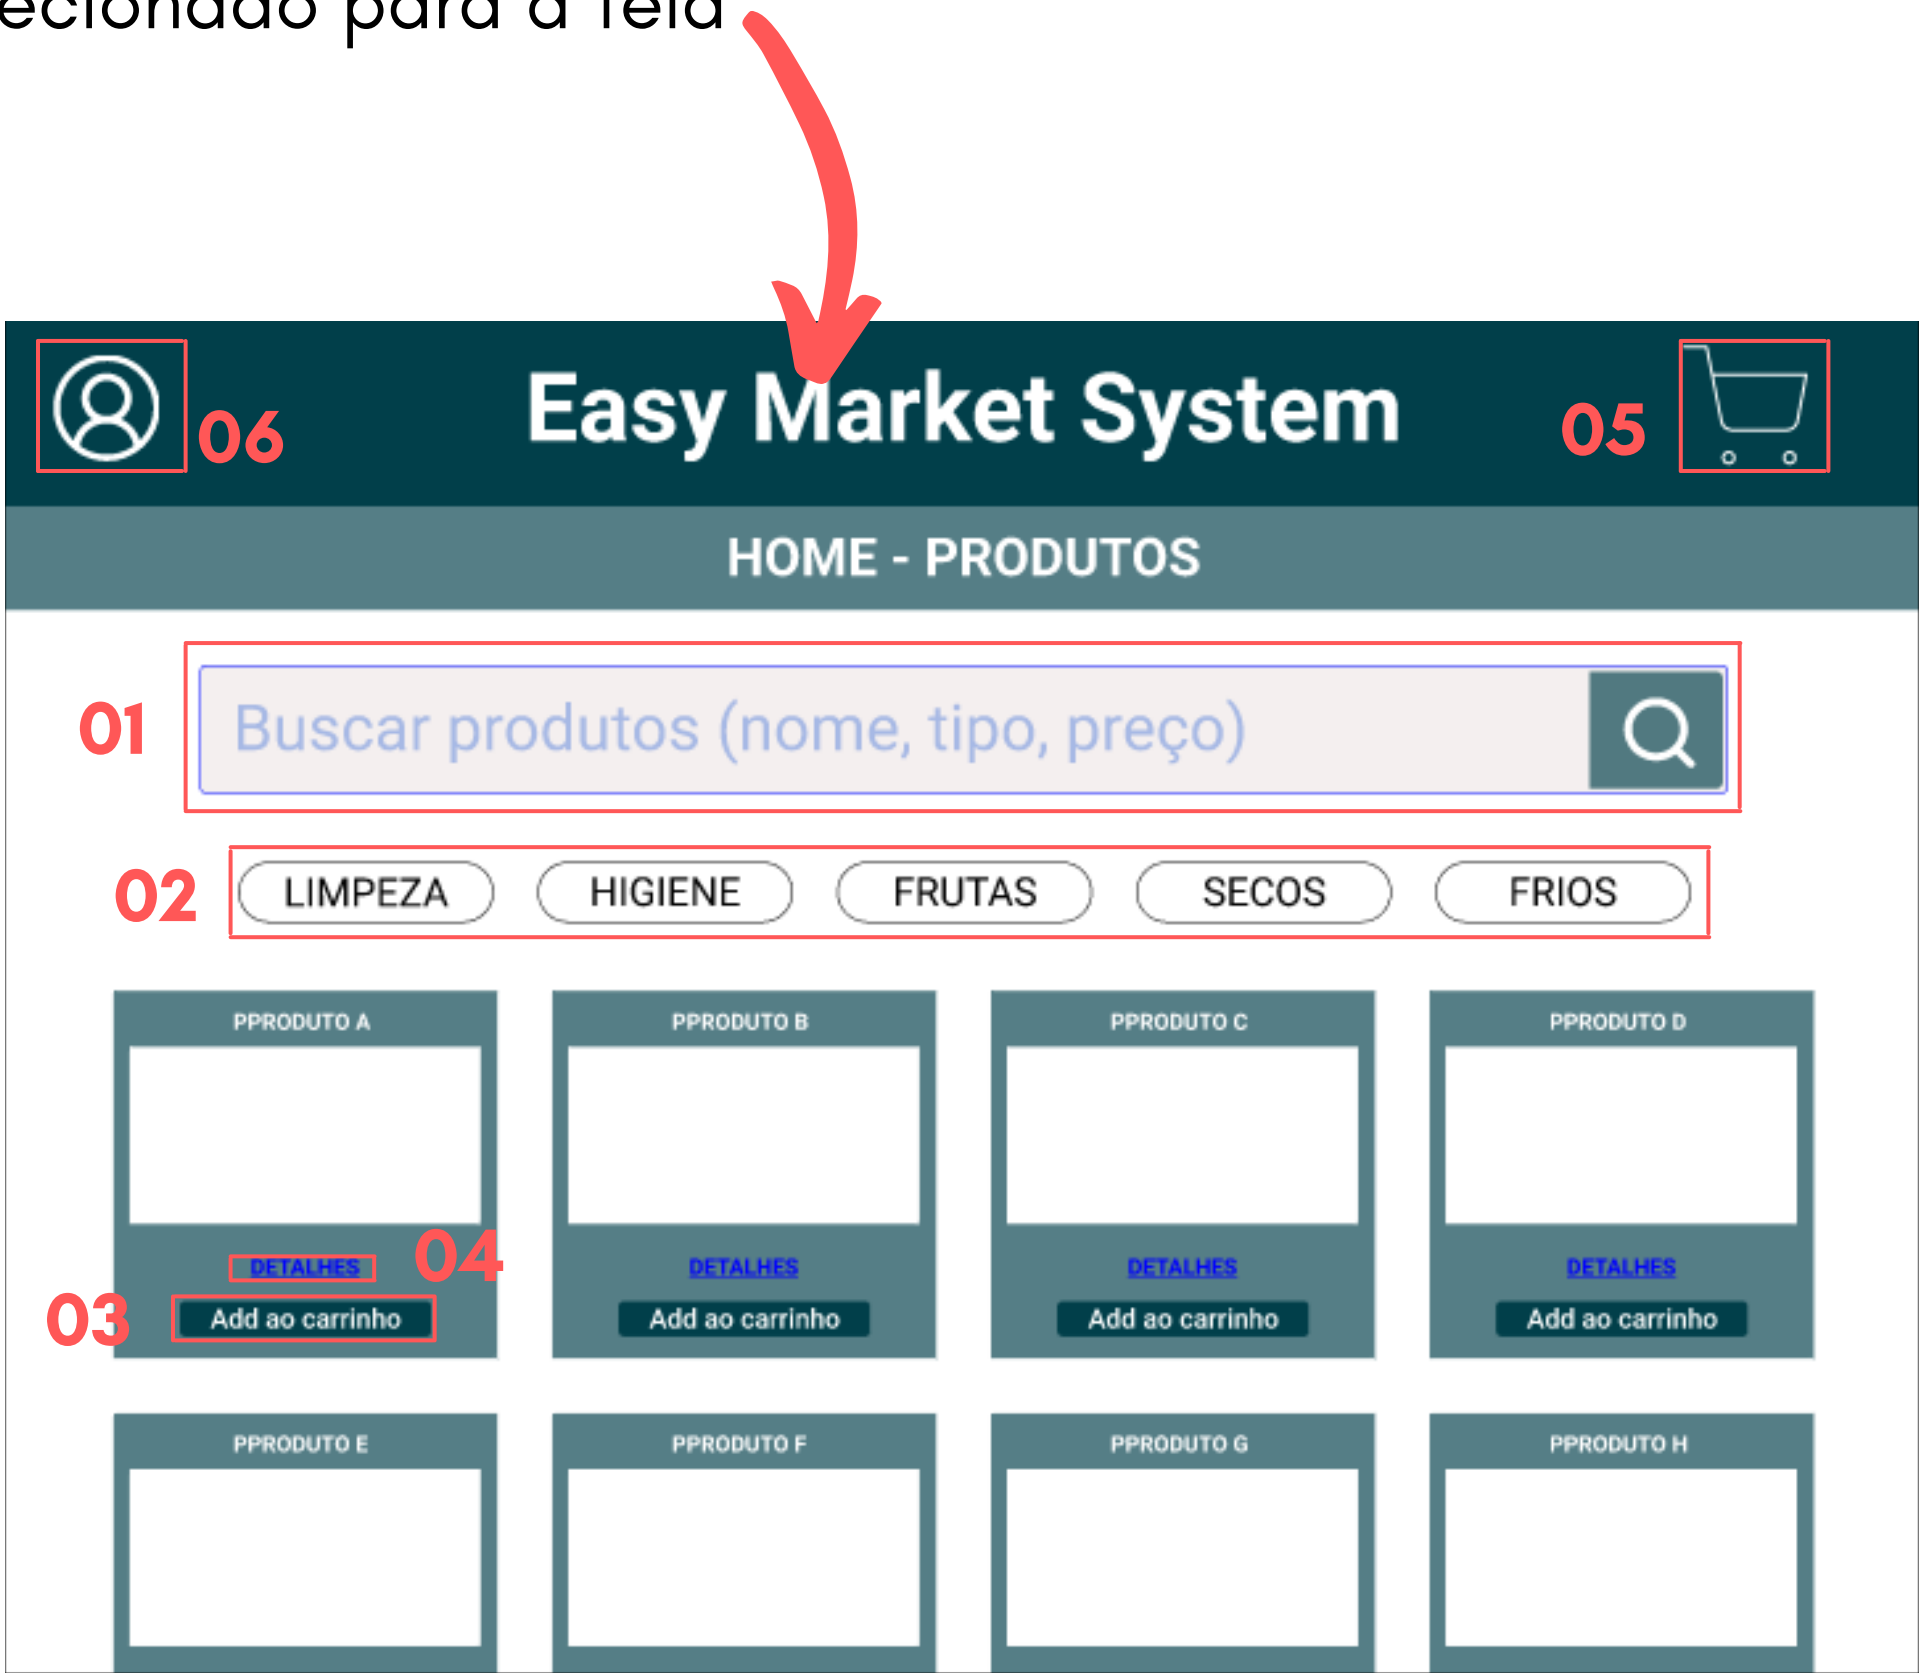 para a tela
Easy Market System
06
05
HOME - PRODUTOS
01
Buscar produtos (nome, tipo, preço)
02
LIMPEZA HIGIENE FRUTAS SECOS FRIOS
PPRODUTO A PPRODUTO B PPRODUTO C PPRODUTO D
04
DETALHES DETALHES DETALHES DETALHES
03
Add ao carrinho Add ao carrinho Add ao carrinho Add ao carrinho
PPRODUTO E PPRODUTO F PPRODUTO G PPRODUTO H